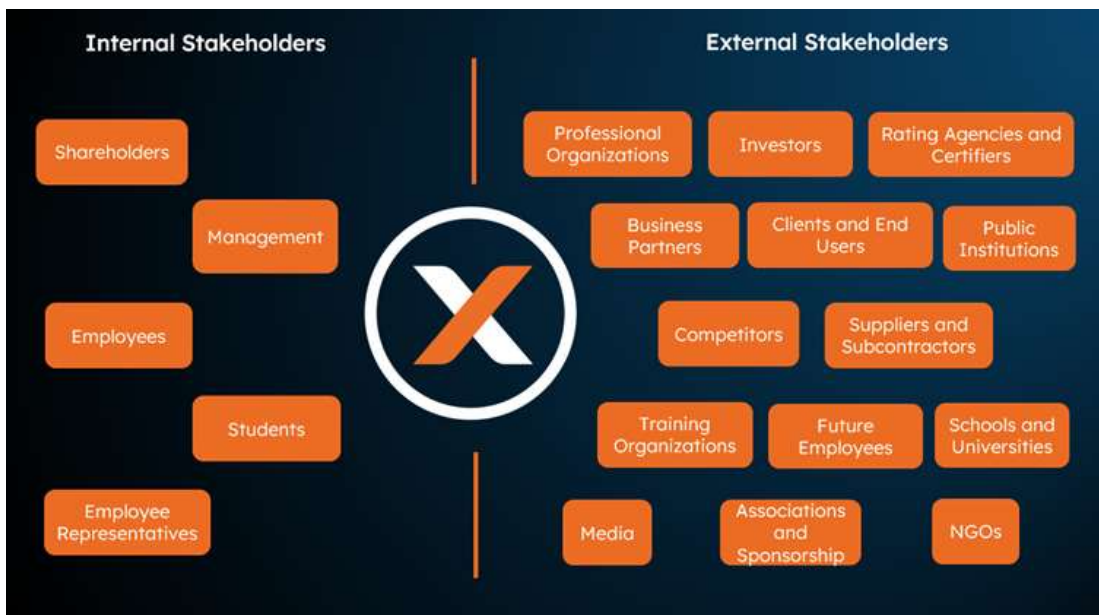 Internal Stakeholders
External Stakeholders
Shareholders
Management
Employees
Students
Employee
Representatives
Professional
Organizations
Investors
Rating Agencies and
Certifiers
Business
Partners
Clients and End
Users
Public
Institutions
Competitors
Suppliers and
Subcontractors
Training
Organizations
Future
Employees
Schools and
Universities
Media
Associations
and
Sponsorship
NGOs